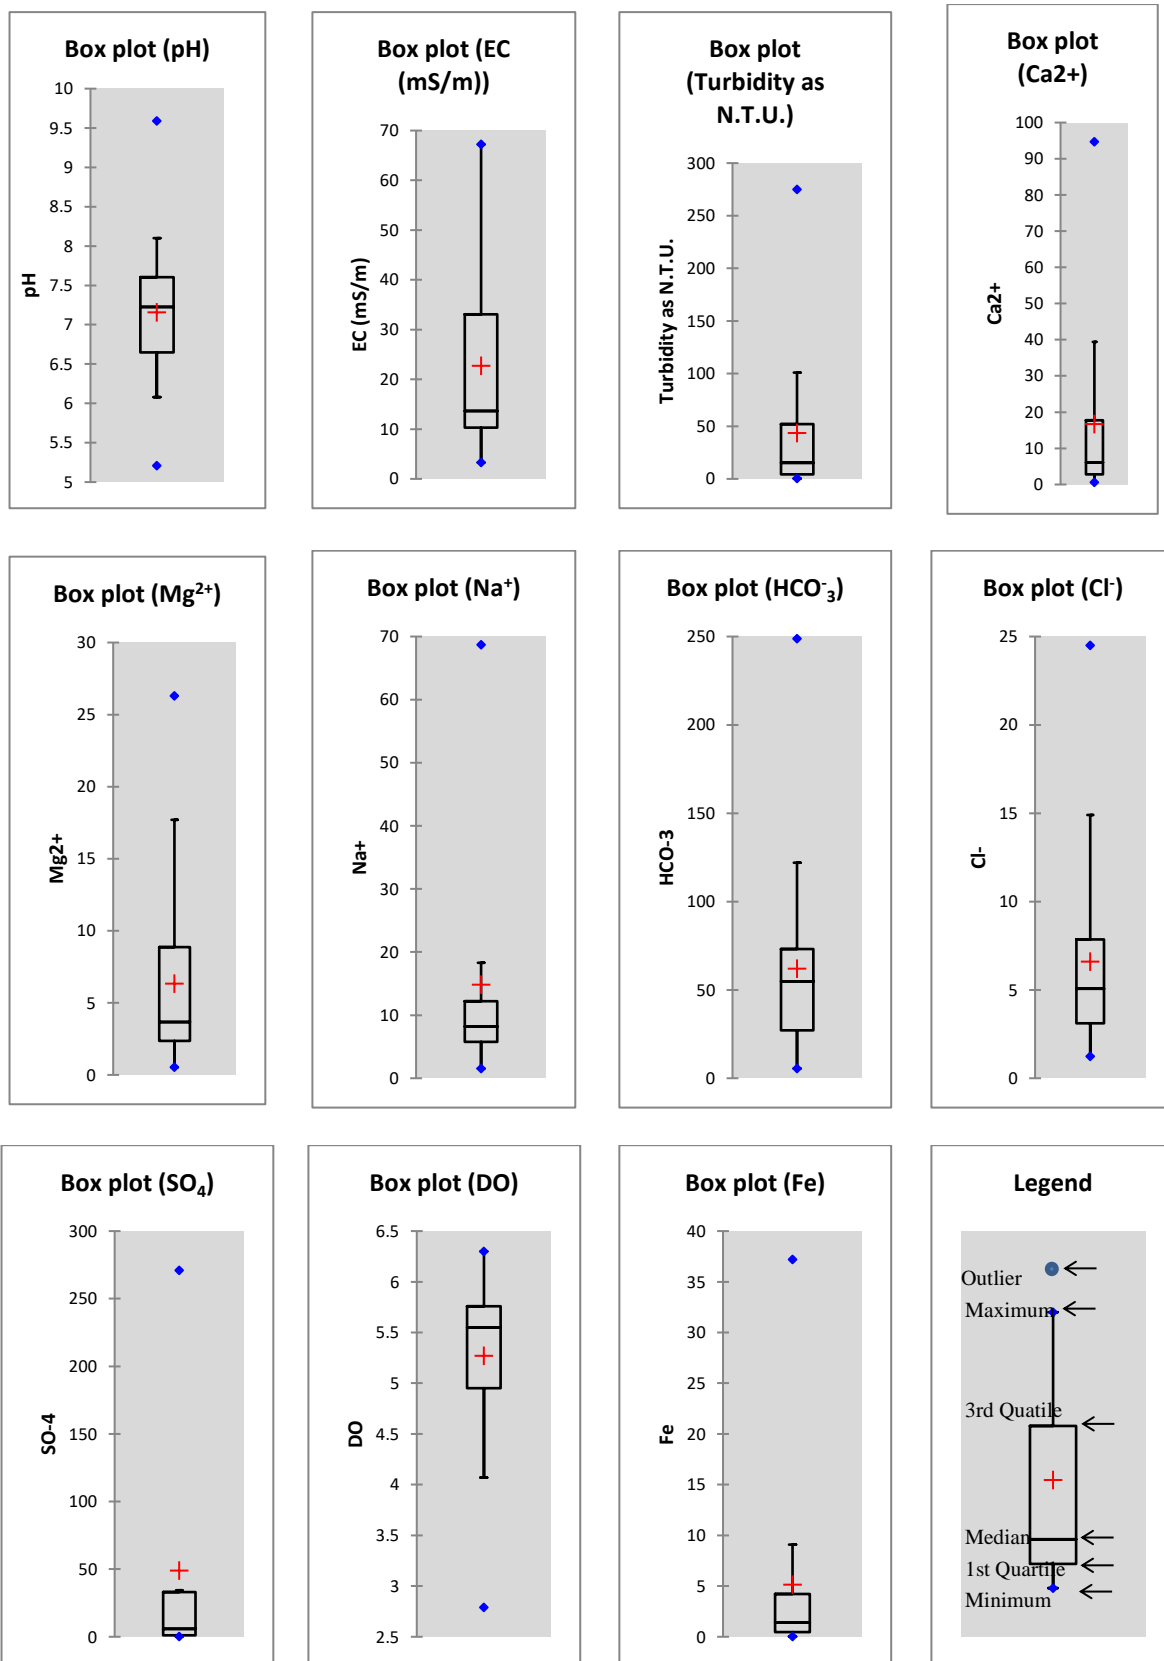 Box plot (pH)
10
9.5
9
8.5
8
7.5
7
6.5
6
5.5
5
pH
Box plot (EC
(mS/m))
70
60
50
40
30
20
10
0
EC (mS/m)
Box plot
(Turbidity as
N.T.U.)
300
250
200
150
100
50
0
Turbidity as N.T.U.
Box plot
(Ca2+)
100
90
80
70
60
50
40
30
20
10
0
Ca2+
Box plot (Mg²⁺)
30
25
20
15
10
5
0
Mg2+
Box plot (Na⁺)
70
60
50
40
30
20
10
0
Na+
Box plot (HCO⁻₃)
250
200
150
100
50
0
HCO-3
Box plot (Cl⁻)
25
20
15
10
5
0
Cl-
Box plot (SO₄)
300
250
200
150
100
50
0
SO-4
Box plot (DO)
6.5
6
5.5
5
4.5
4
3.5
3
2.5
DO
Box plot (Fe)
40
35
30
25
20
15
10
5
0
Fe
Legend
Outlier
Maximum
3rd Quatile
Median
1st Quartile
Minimum